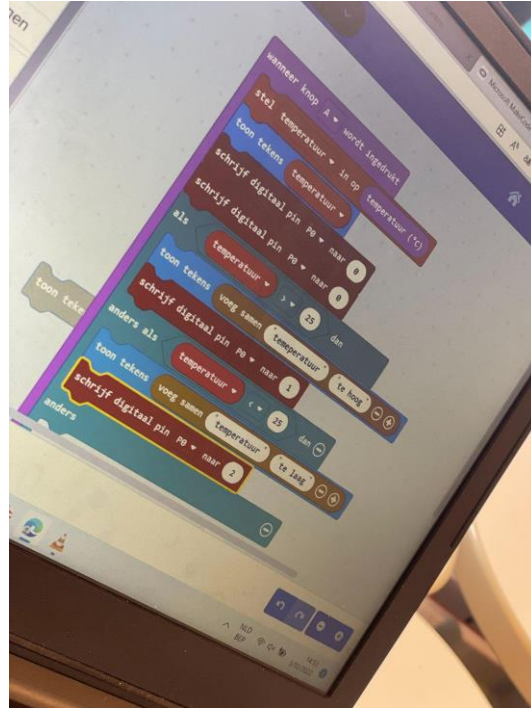 Microsoft MakeCode
wanneer knop A wordt ingedrukt
stel temperatuur in op temperatuur (°C)
toon tekens temperatuur
schrijf digitaal pin P0 naar 0
schrijf digitaal pin P0 naar 0
als temperatuur > 25 dan
toon tekens voeg samen "temeperatuur" "te hoog"
schrijf digitaal pin P0 naar 1
anders als temperatuur < 25 dan
toon tekens voeg samen "temperatuur" "te laag"
schrijf digitaal pin P0 naar 2
anders
toon teke
NLD
BEP